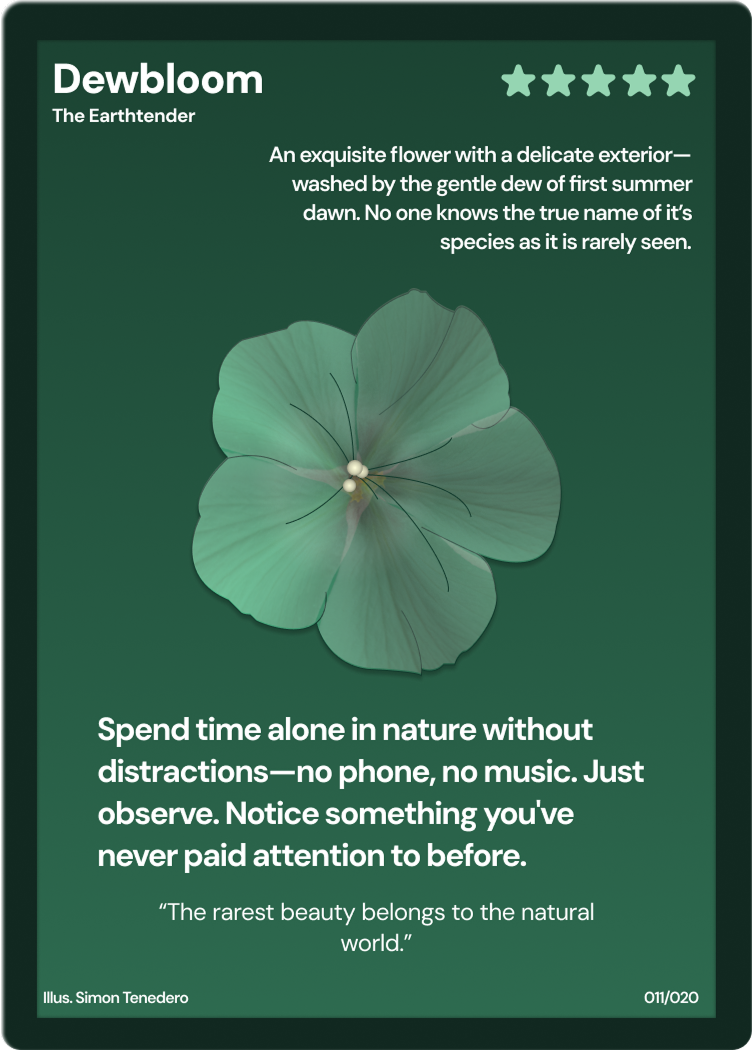 Dewbloom
The Earthtender
An exquisite flower with a delicate exterior—
washed by the gentle dew of first summer
dawn. No one knows the true name of it’s
species as it is rarely seen.
Spend time alone in nature without
distractions—no phone, no music. Just
observe. Notice something you've
never paid attention to before.
“The rarest beauty belongs to the natural
world.”
Illus. Simon Tenedero
011/020